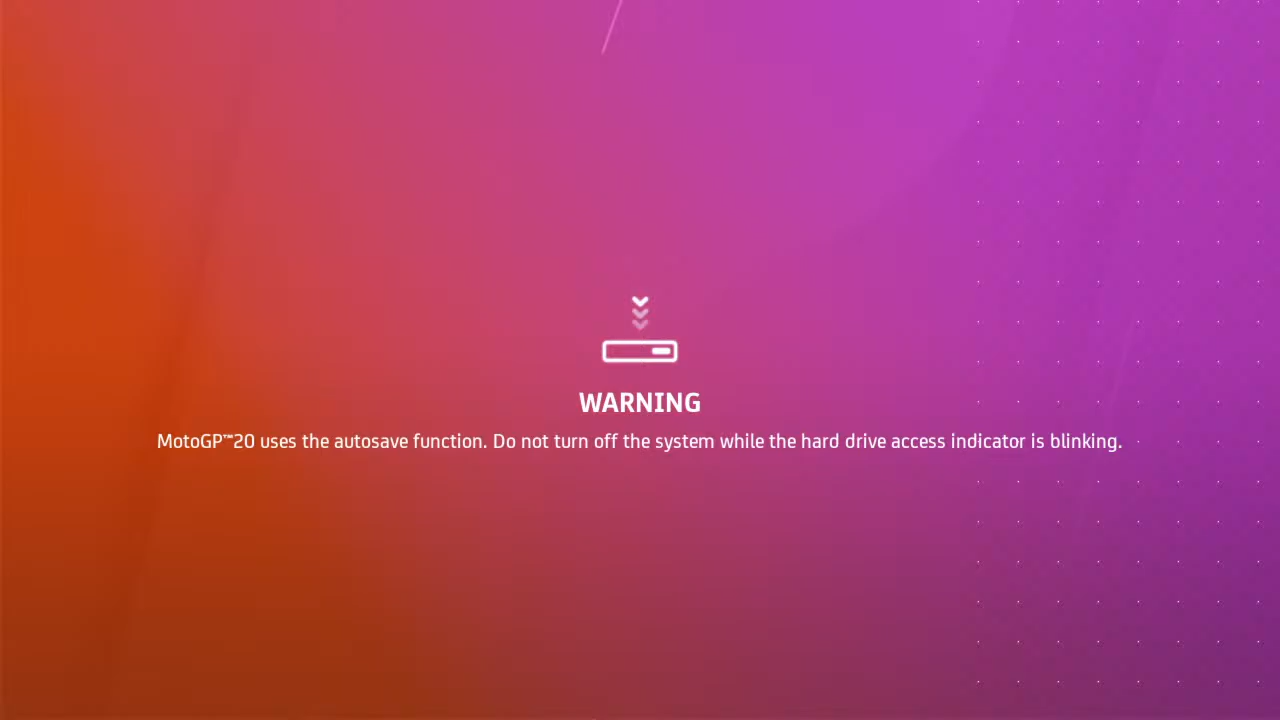 WARNING
MotoGP™20 uses the autosave function. Do not turn off the system while the hard drive access indicator is blinking.